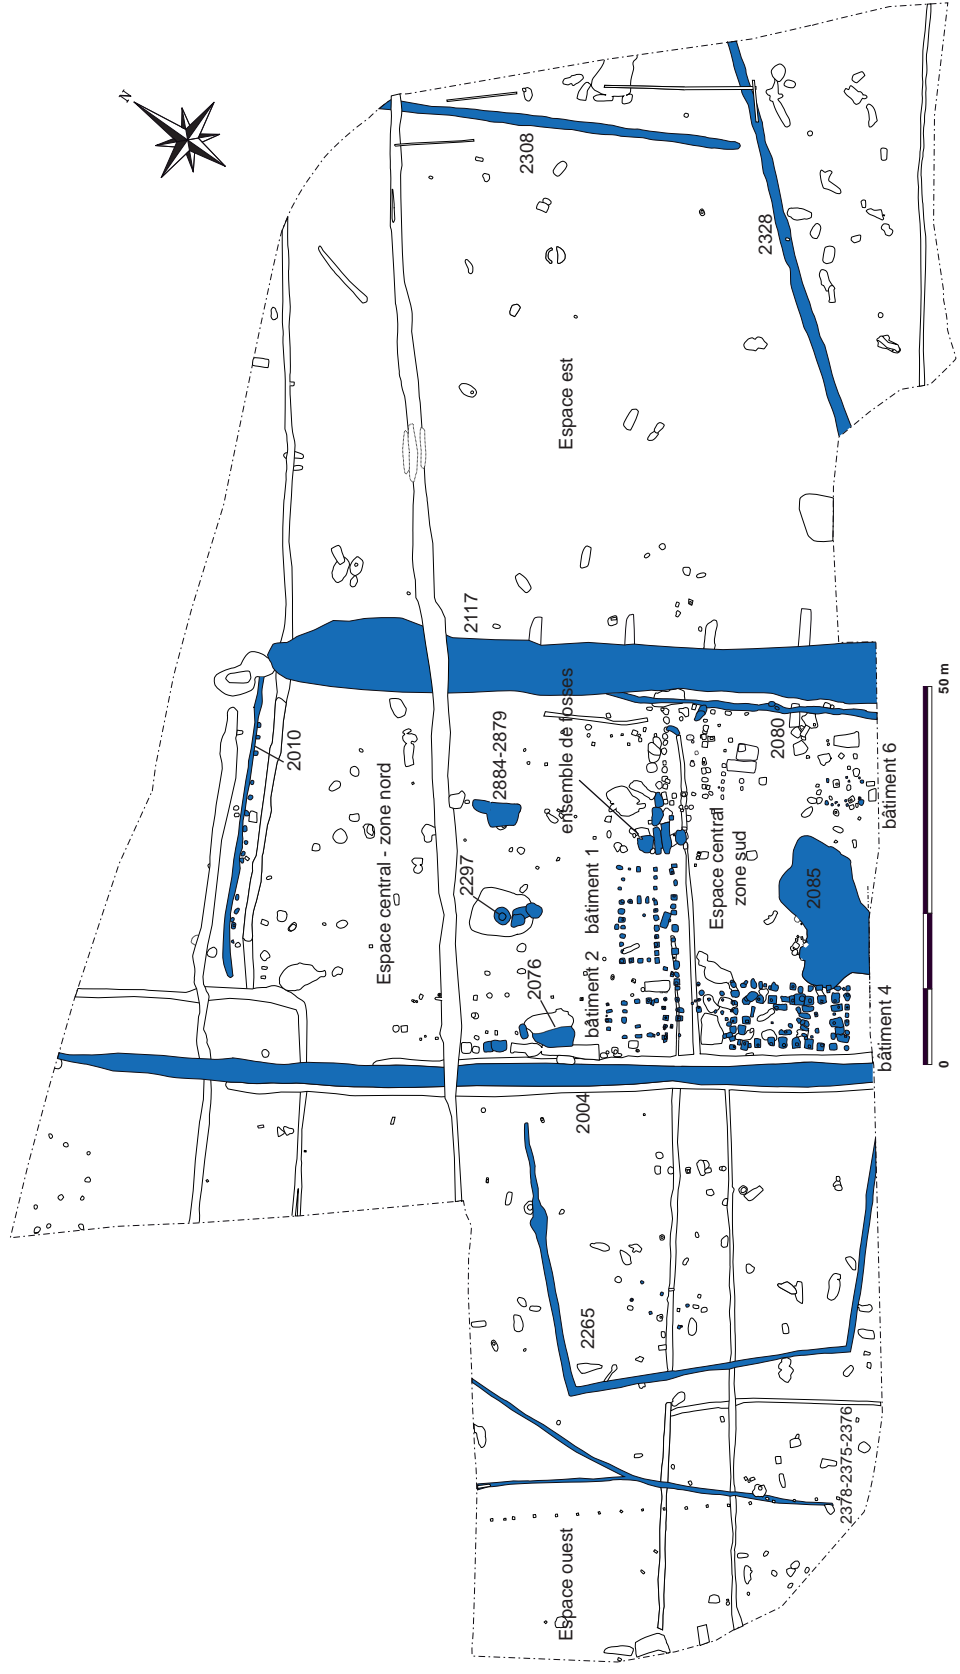 N
2308
2328
Espace est
2117
2010
Espace central - zone nord
2884-2879
ensemble de fosses
2297
2076
bâtiment 1
bâtiment 2
Espace central
zone sud
2080
bâtiment 6
2085
bâtiment 4
0
50 m
2004
2265
2378-2375-2376
Espace ouest